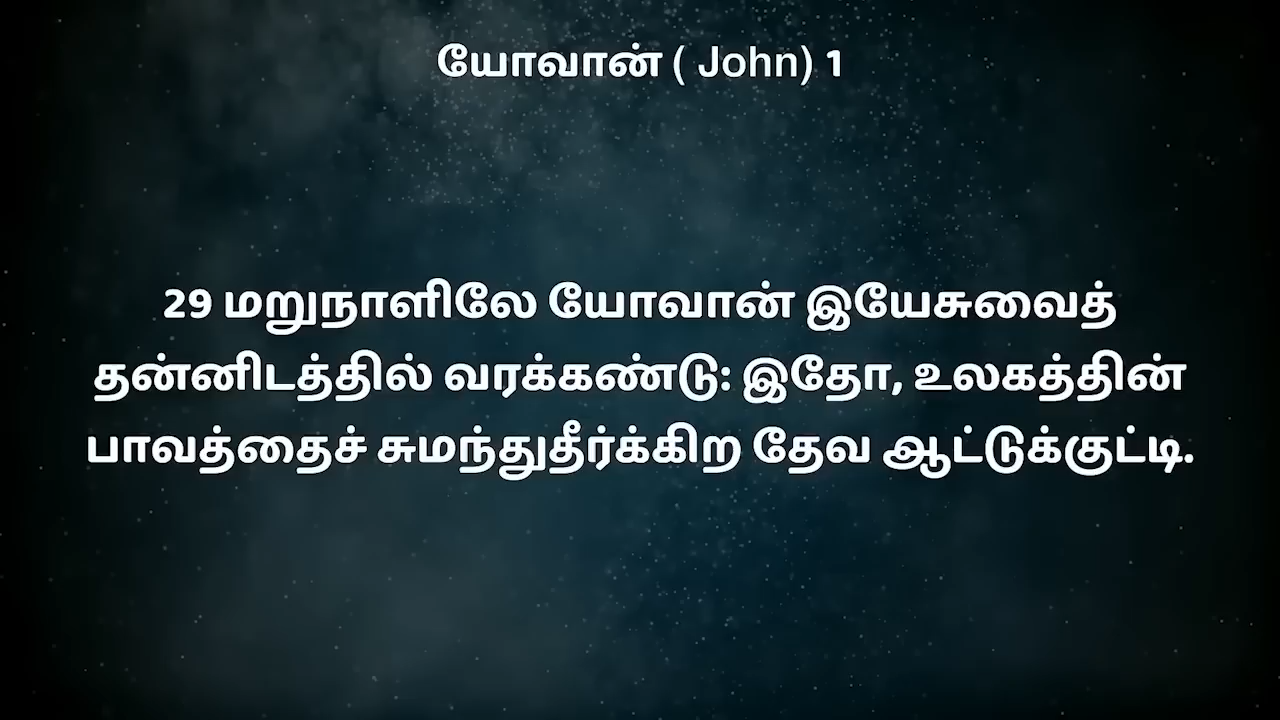 யோவான் ( John) 1
29 மறுநாளிலே யோவான் இயேசுவைத்
தன்னிடத்தில் வரக்கண்டு: இதோ, உலகத்தின்
பாவத்தைச் சுமந்துதீர்க்கிற தேவ ஆட்டுக்குட்டி.